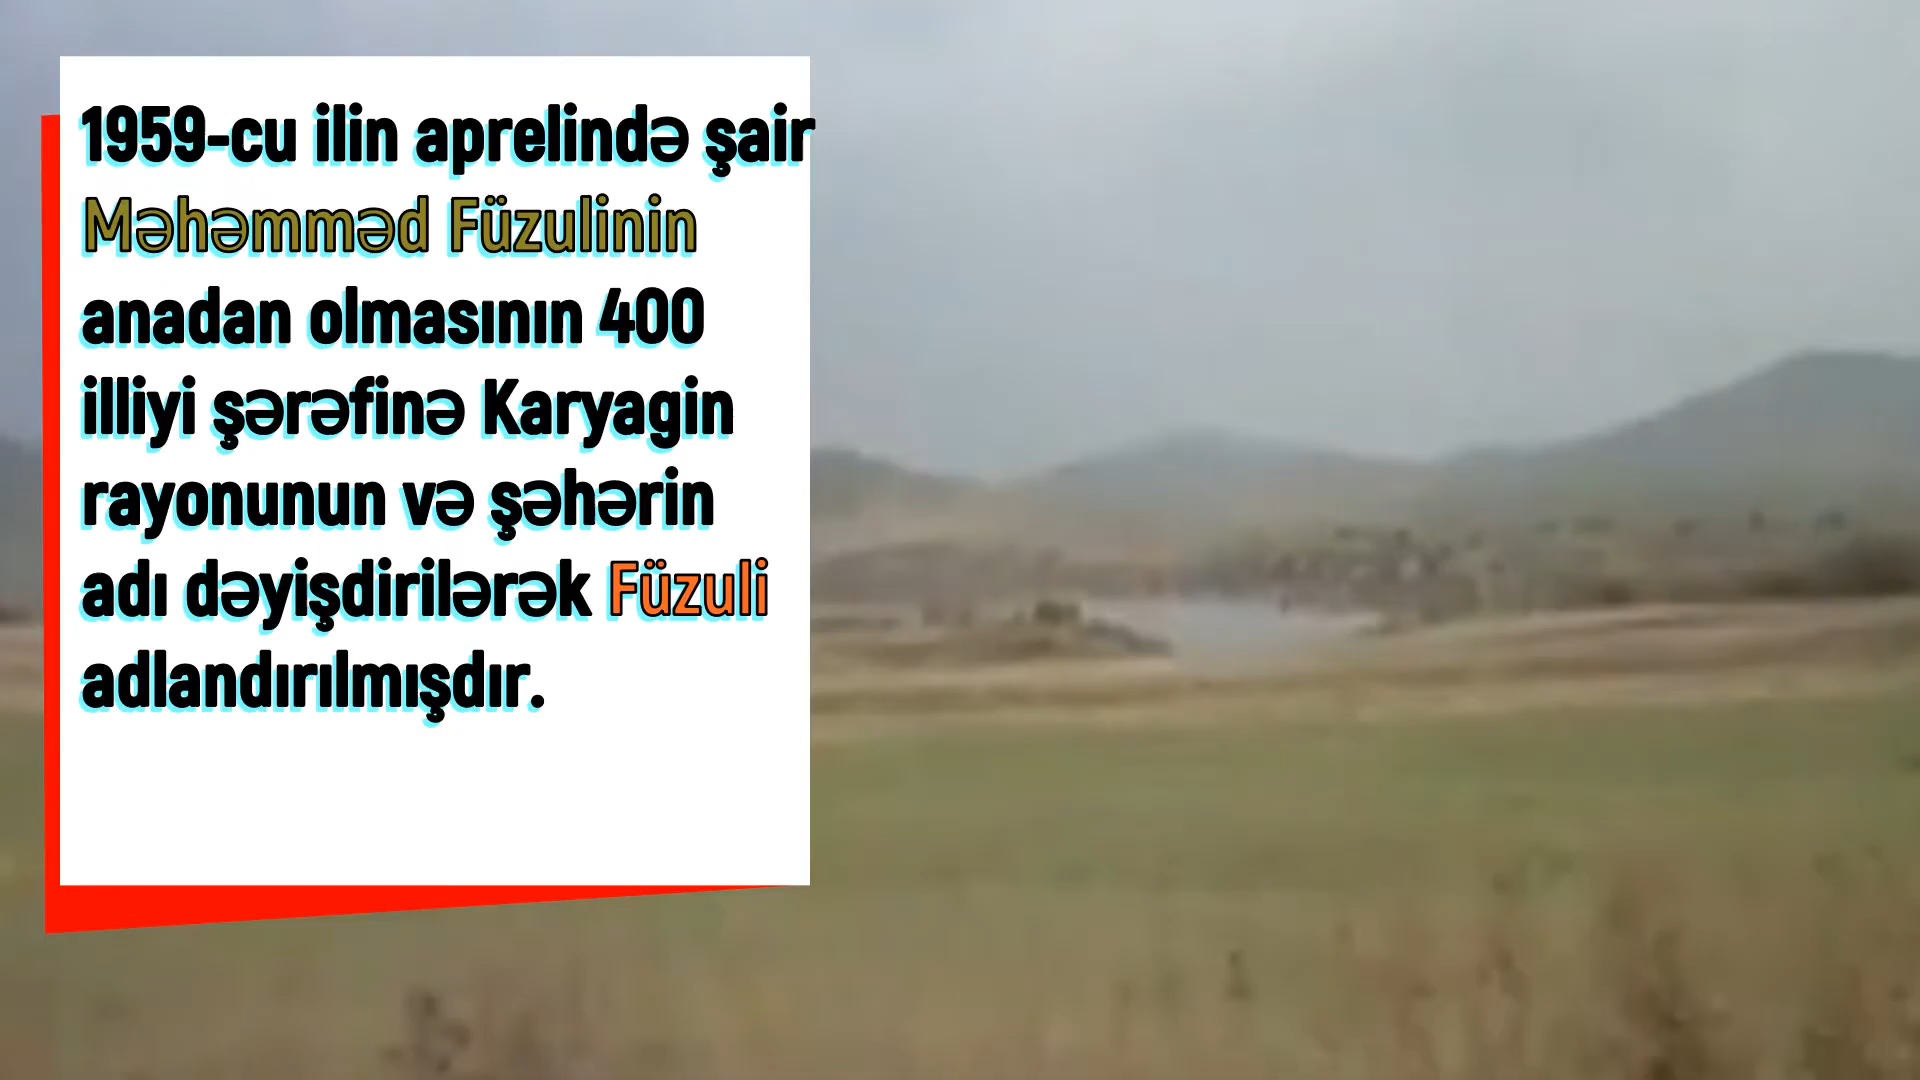 1959-cu ilin aprelində şair
Məhəmməd Füzulinin
anadan olmasının 400
illiyi şərəfinə Karyagin
rayonunun və şəhərin
adı dəyişdirilərək Füzuli
adlandırılmışdır.